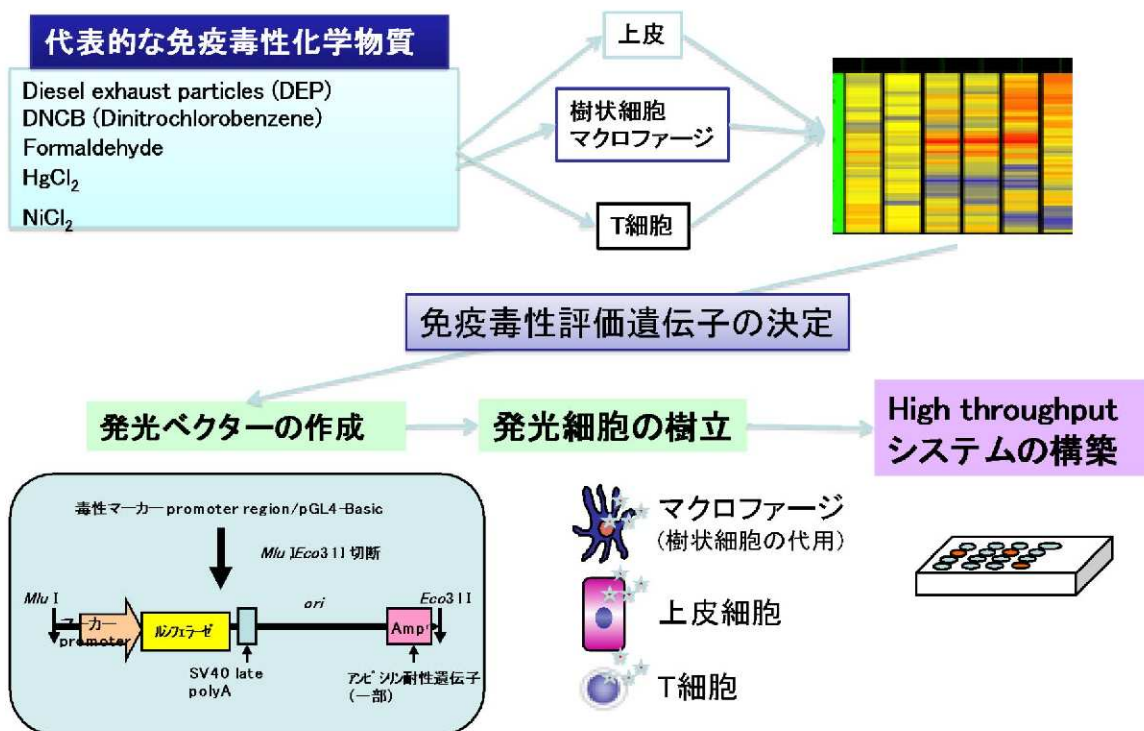 代表的な免疫毒性化学物質
Diesel exhaust particles (DEP)
DNCB (Dinitrochlorobenzene)
Formaldehyde
HgCl₂
NiCl₂
上皮
樹状細胞
マクロファージ
T細胞
免疫毒性評価遺伝子の決定
発光ベクターの作成
発光細胞の樹立
High throughput
システムの構築
毒性マーカー promoter region/pGL4-Basic
Mlu I Eco31I 切断
Mlu I
ori
Eco31I
マーカー
promoter
ルシフェラーゼ
Ampʳ
SV40 late
polyA
アンピシリン耐性遺伝子
(一部)
マクロファージ
(樹状細胞の代用)
上皮細胞
T細胞